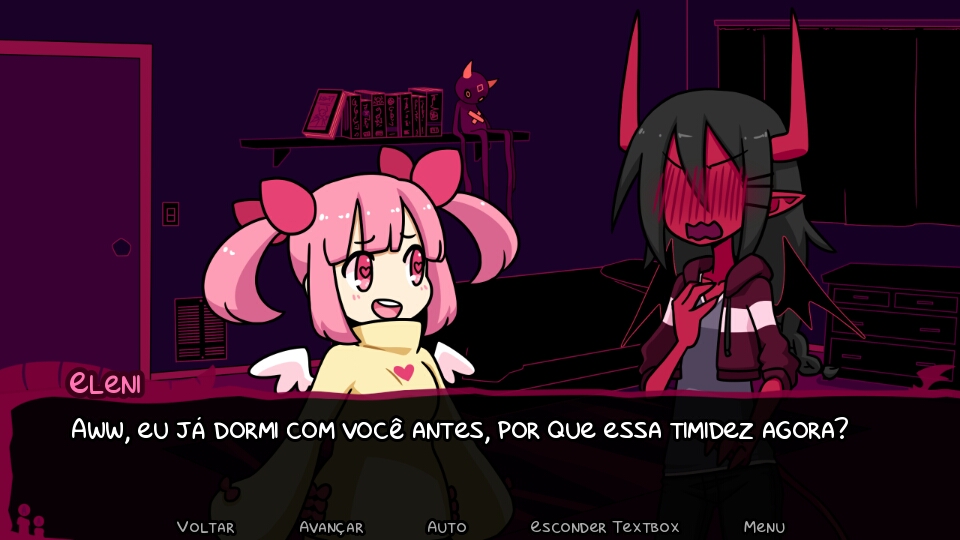 Eleni
Aww, eu já dormi com você antes, por que essa timidez agora?
Voltar Avançar Auto Esconder Textbox Menu